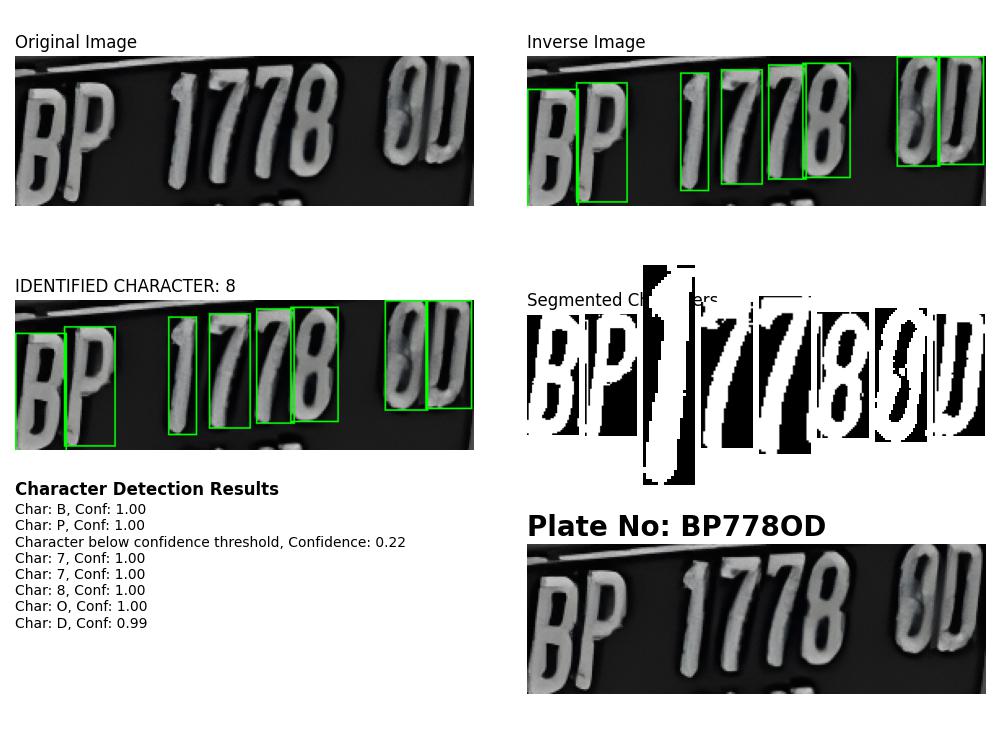 Original Image
BP 1778 OD
Inverse Image
BP 1778 OD
IDENTIFIED CHARACTER: 8
BP 1778 OD
Segmented Ch ers
BP1778OD
Character Detection Results
Char: B, Conf: 1.00
Char: P, Conf: 1.00
Character below confidence threshold, Confidence: 0.22
Char: 7, Conf: 1.00
Char: 7, Conf: 1.00
Char: 8, Conf: 1.00
Char: O, Conf: 1.00
Char: D, Conf: 0.99
Plate No: BP778OD
BP 1778 OD